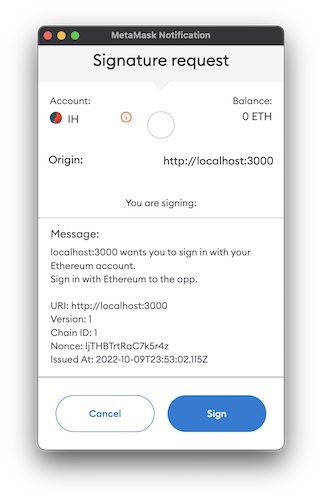 MetaMask Notification
Signature request
Account: Balance:
IH 0 ETH
Origin: http://localhost:3000
You are signing:
Message:
localhost:3000 wants you to sign in with your
Ethereum account.
Sign in with Ethereum to the app.
URI: http://localhost:3000
Version: 1
Chain ID: 1
Nonce: ljTHBTrtRaC7k5r4z
Issued At: 2022-10-09T23:53:02.115Z
Cancel Sign